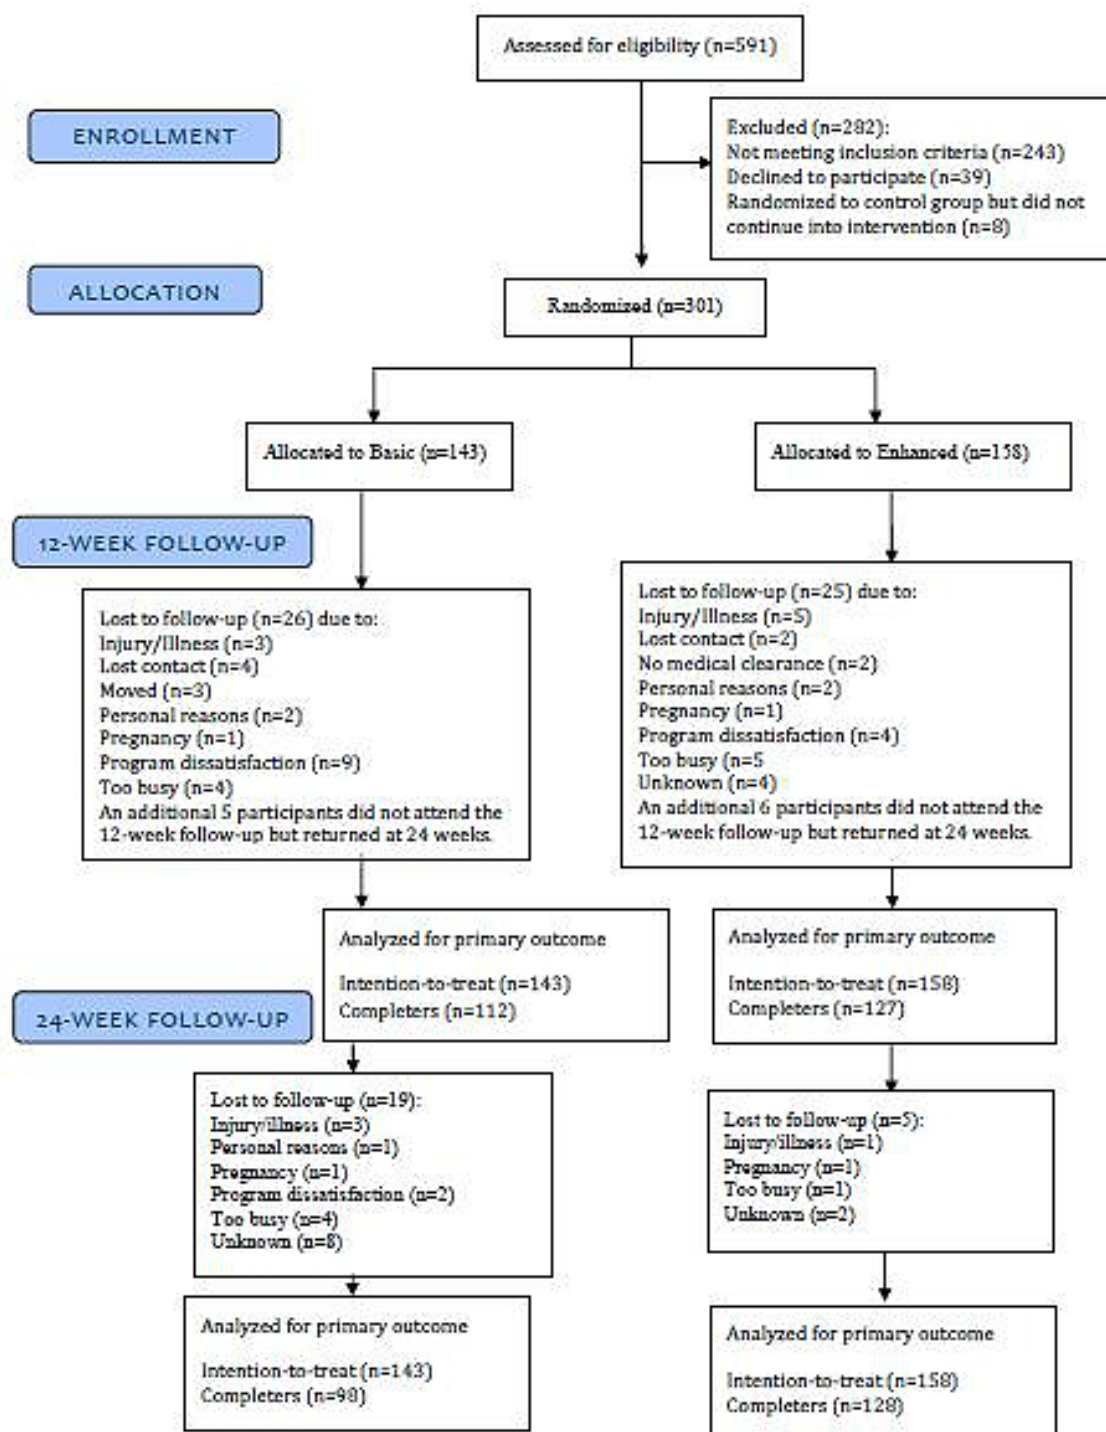 Assessed for eligibility (n=591)
ENROLLMENT
Excluded (n=282):
Not meeting inclusion criteria (n=243)
Declined to participate (n=39)
Randomized to control group but did not
continue into intervention (n=8)
ALLOCATION
Randomized (n=301)
Allocated to Basic (n=143)
Allocated to Enhanced (n=158)
12-WEEK FOLLOW-UP
Lost to follow-up (n=26) due to:
Injury/Illness (n=3)
Lost contact (n=4)
Moved (n=3)
Personal reasons (n=2)
Pregnancy (n=1)
Program dissatisfaction (n=9)
Too busy (n=4)
An additional 5 participants did not attend the
12-week follow-up but returned at 24 weeks.
Lost to follow-up (n=25) due to:
Injury/Illness (n=5)
Lost contact (n=2)
No medical clearance (n=2)
Personal reasons (n=2)
Pregnancy (n=1)
Program dissatisfaction (n=4)
Too busy (n=5
Unknown (n=4)
An additional 6 participants did not attend the
12-week follow-up but returned at 24 weeks.
Analyzed for primary outcome
Intention-to-treat (n=143)
Completers (n=112)
Analyzed for primary outcome
Intention-to-treat (n=158)
Completers (n=127)
24-WEEK FOLLOW-UP
Lost to follow-up (n=19):
Injury/illness (n=3)
Personal reasons (n=1)
Pregnancy (n=1)
Program dissatisfaction (n=2)
Too busy (n=4)
Unknown (n=8)
Lost to follow-up (n=5):
Injury/illness (n=1)
Pregnancy (n=1)
Too busy (n=1)
Unknown (n=2)
Analyzed for primary outcome
Intention-to-treat (n=143)
Completers (n=98)
Analyzed for primary outcome
Intention-to-treat (n=158)
Completers (n=128)